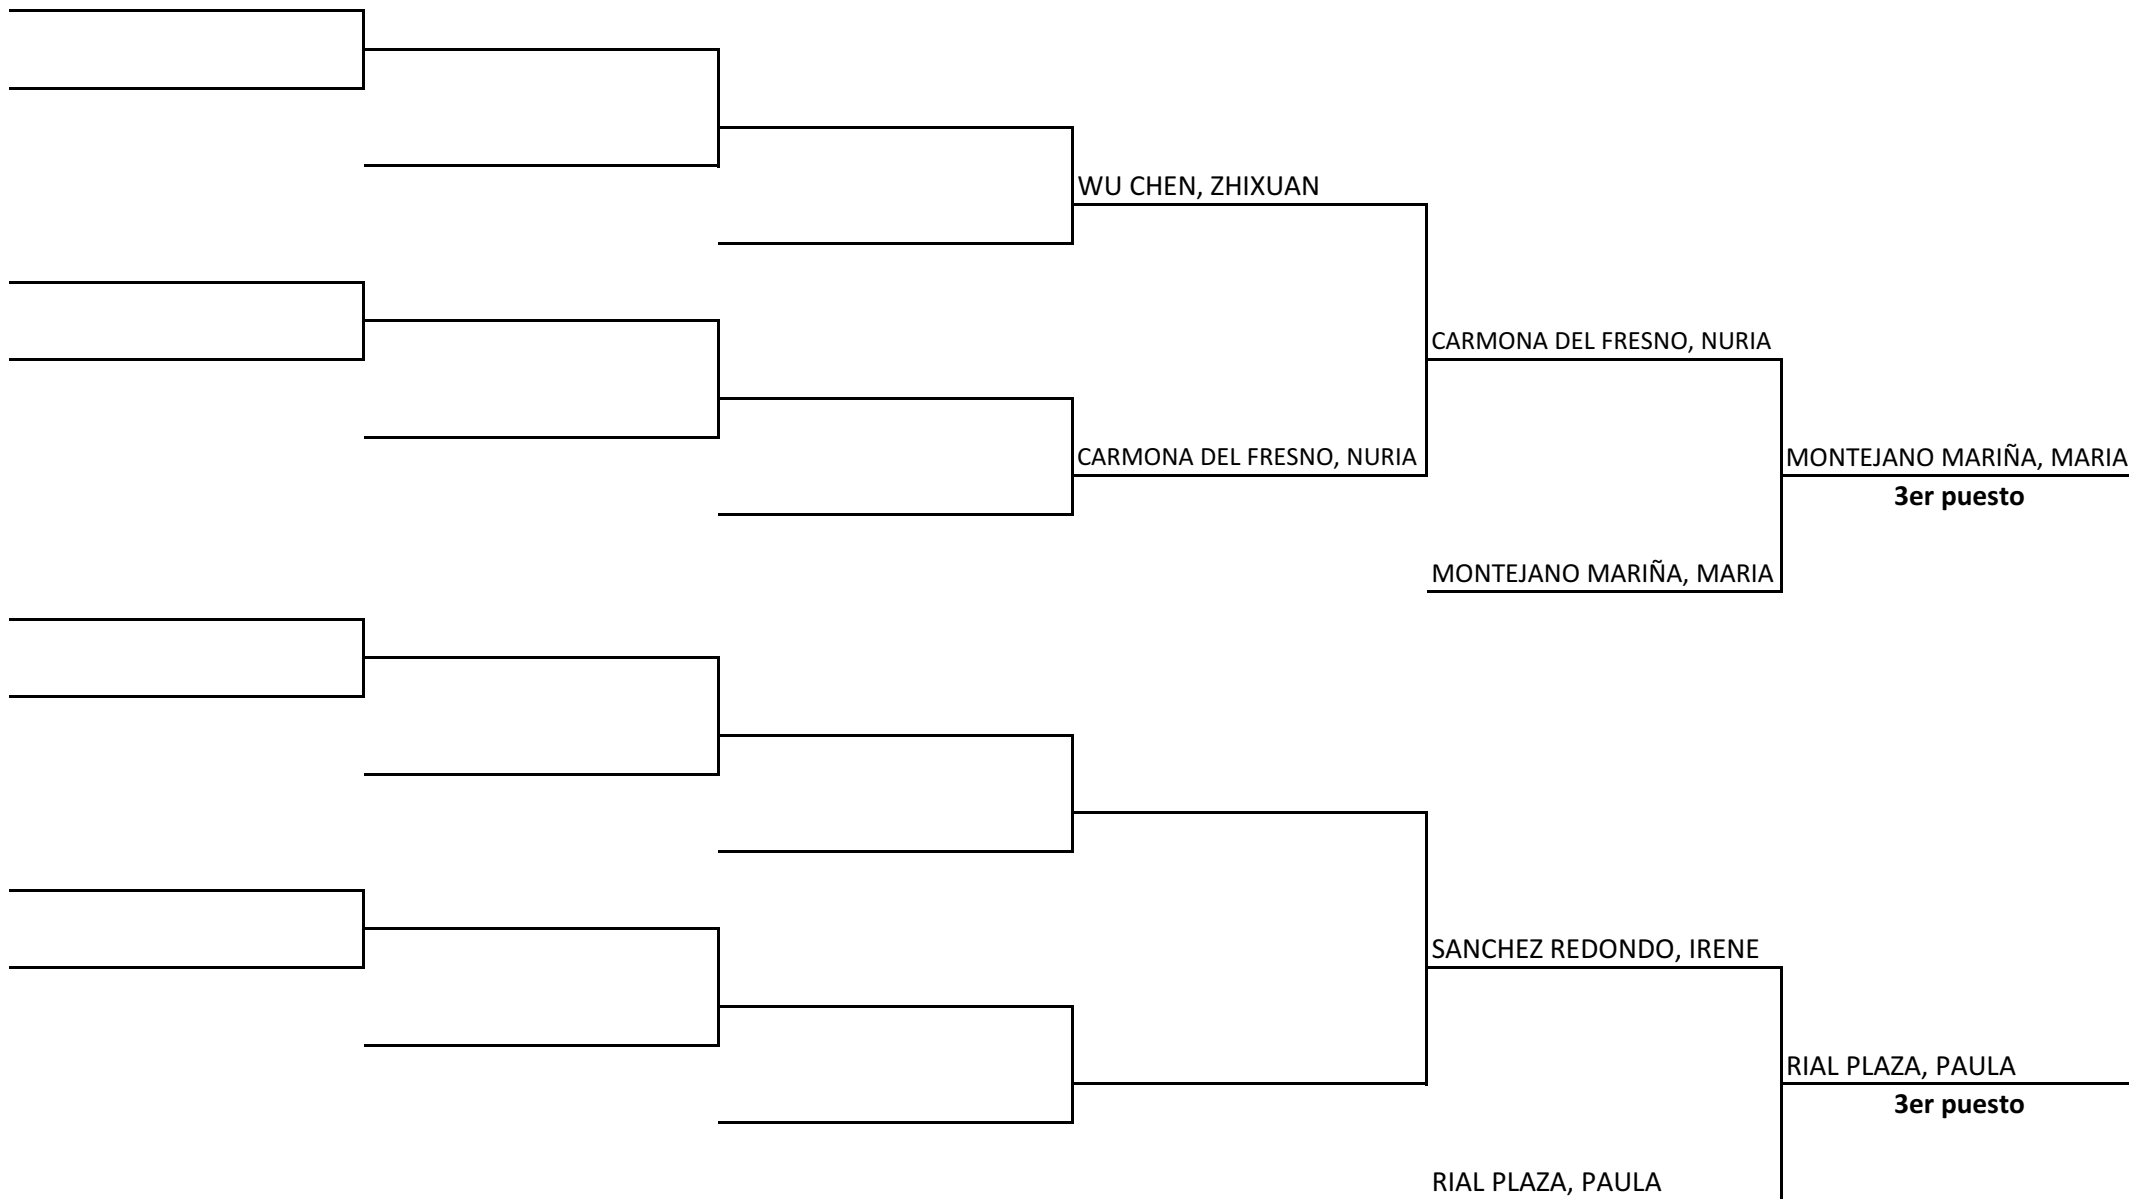 WU CHEN, ZHIXUAN
CARMONA DEL FRESNO, NURIA
CARMONA DEL FRESNO, NURIA
MONTEJANO MARIÑA, MARIA
3er puesto
MONTEJANO MARIÑA, MARIA
SANCHEZ REDONDO, IRENE
RIAL PLAZA, PAULA
3er puesto
RIAL PLAZA, PAULA